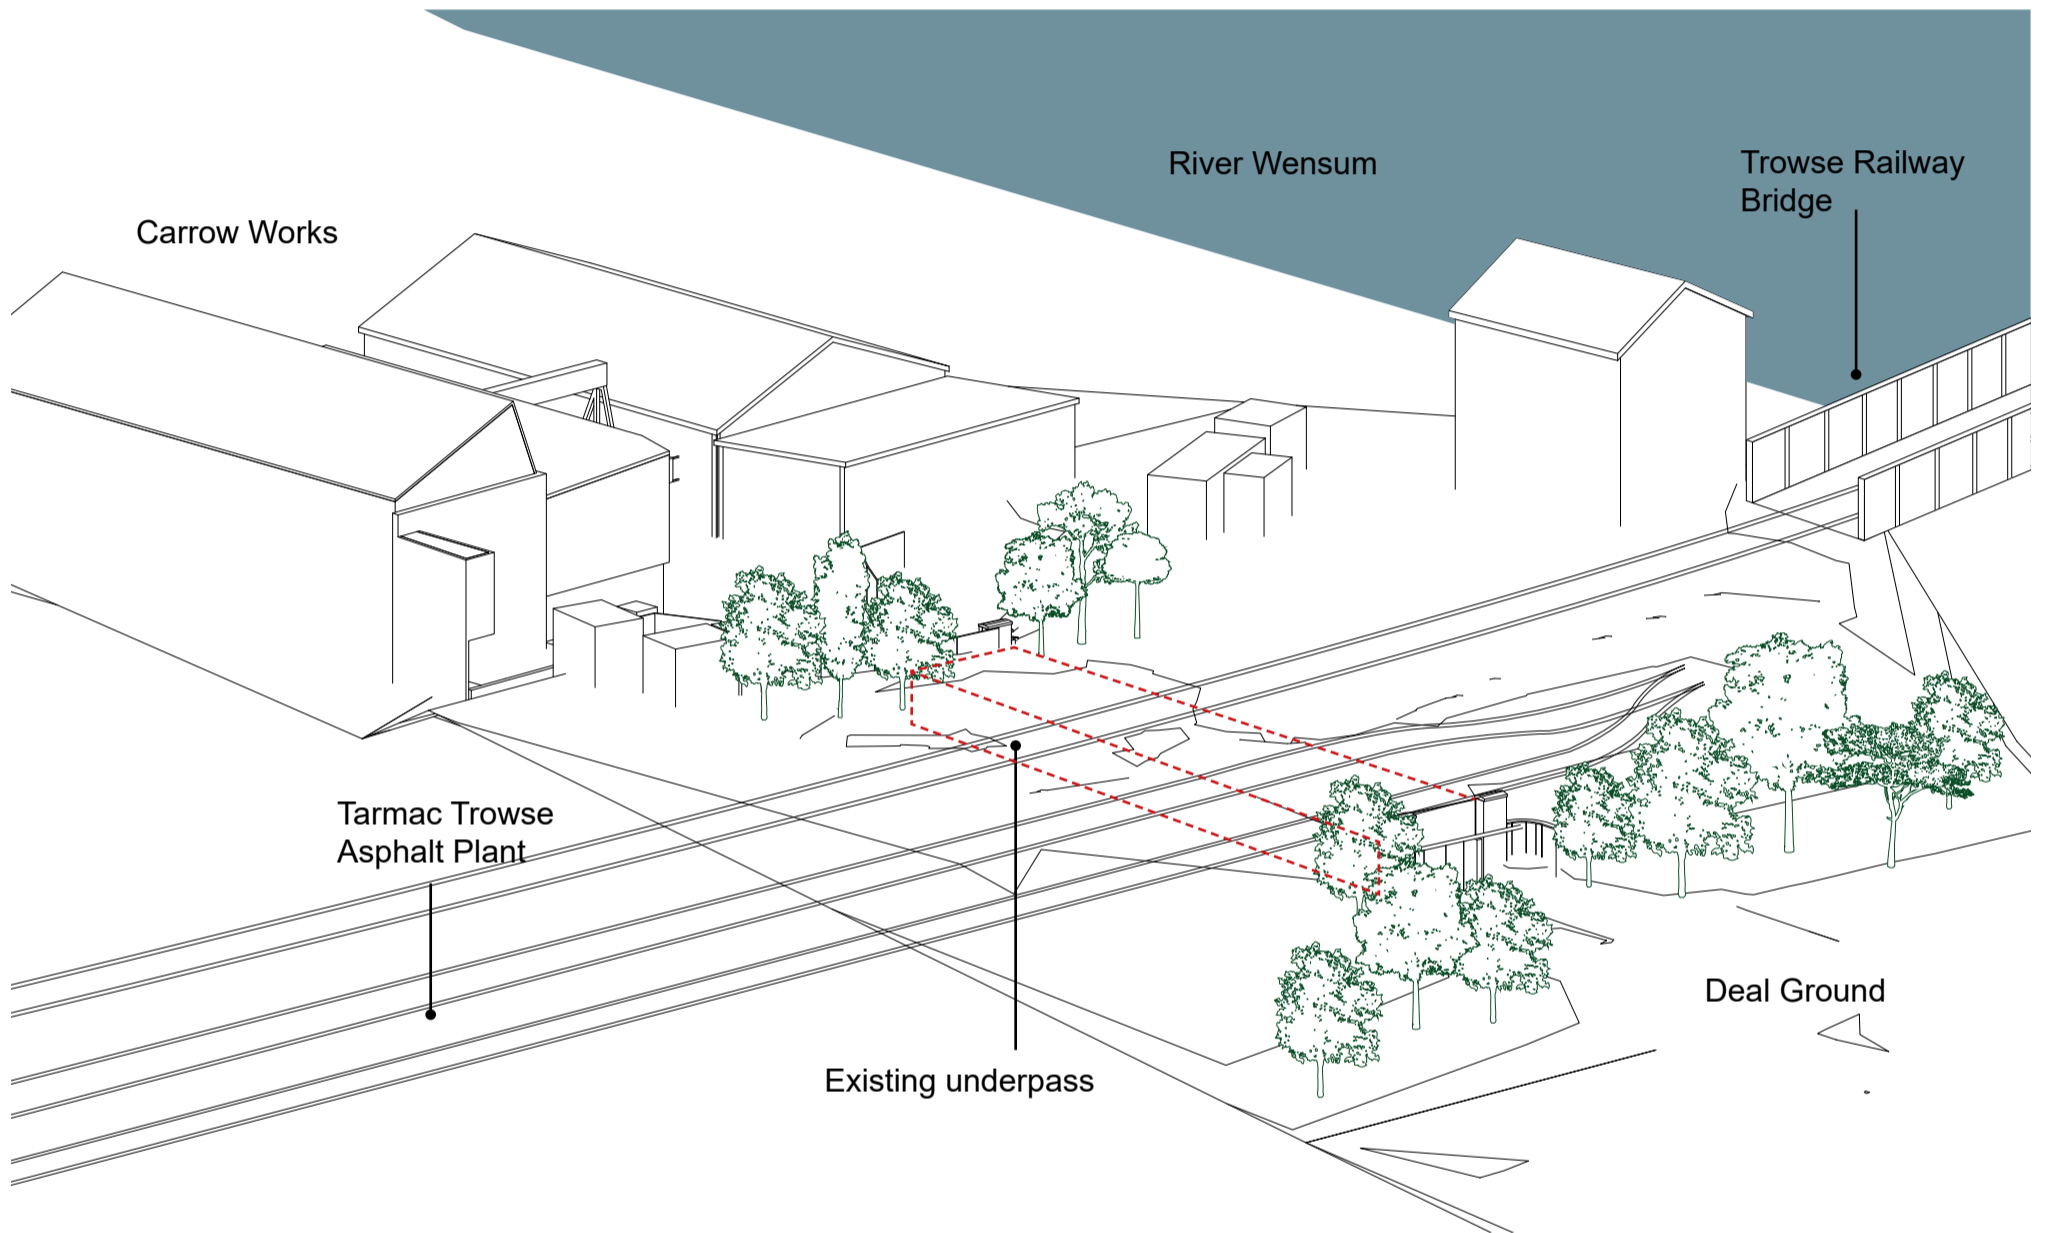 River Wensum
Trowse Railway
Bridge
Carrow Works
Tarmac Trowse
Asphalt Plant
Deal Ground
Existing underpass